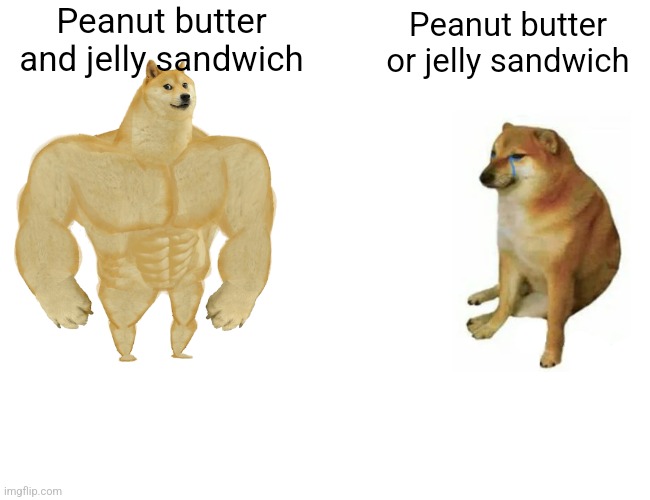 Peanut butter
and jelly sandwich
Peanut butter
or jelly sandwich
imgflip.com